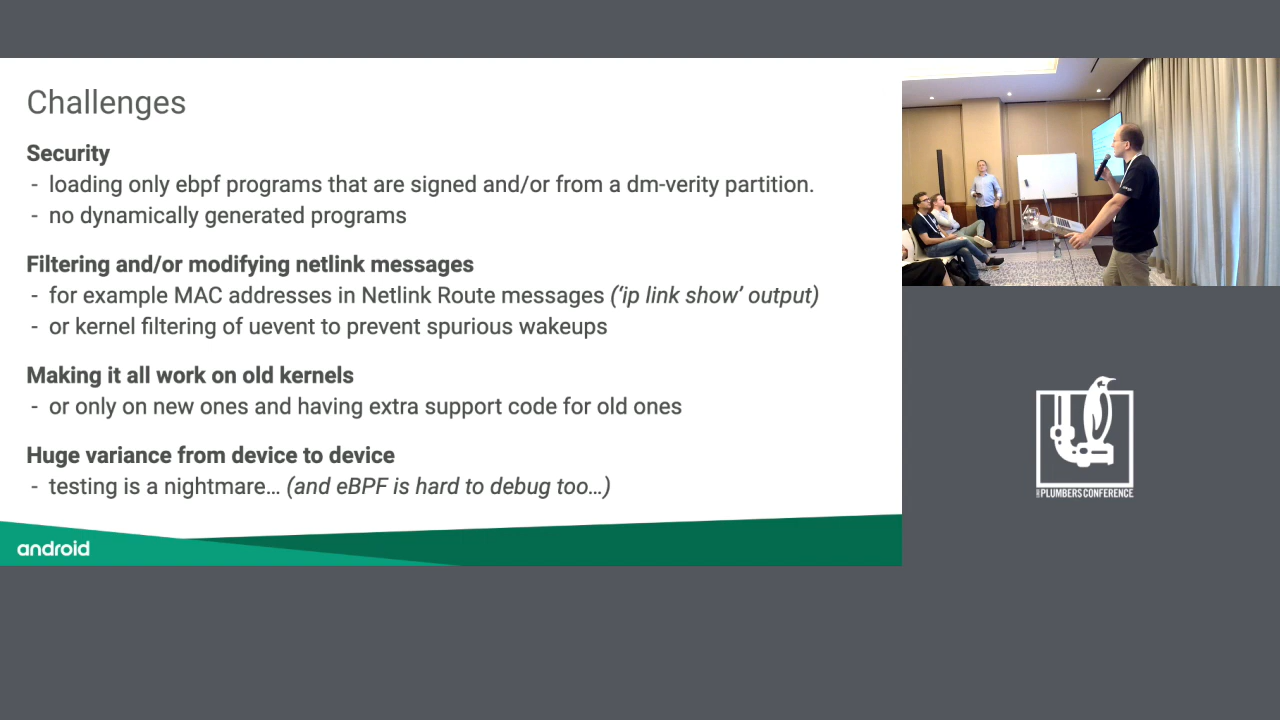 Challenges
Security
- loading only ebpf programs that are signed and/or from a dm-verity partition.
- no dynamically generated programs
Filtering and/or modifying netlink messages
- for example MAC addresses in Netlink Route messages (‘ip link show’ output)
- or kernel filtering of uevent to prevent spurious wakeups
Making it all work on old kernels
- or only on new ones and having extra support code for old ones
Huge variance from device to device
- testing is a nightmare… (and eBPF is hard to debug too…)
android
PLUMBERS CONFERENCE